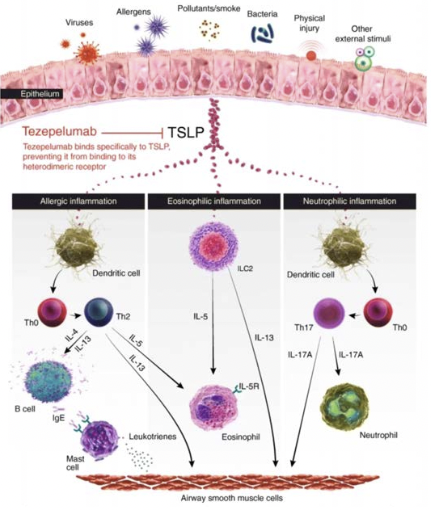 Viruses
Allergens
Pollutants/smoke
Bacteria
Physical
injury
Other
external stimuli
Epithelium
Tezepelumab
TSLP
Tezepelumab binds specifically to TSLP,
preventing it from binding to its
heterodimeric receptor
Allergic inflammation
Eosinophilic inflammation
Neutrophilic inflammation
Dendritic cell
ILC2
Dendritic cell
Th0
Th2
Th17
Th0
IL-4
IL-13
IL-5
IL-13
IL-5
IL-13
IL-17A
IL-17A
B cell
IgE
IL-5R
Mast
cell
Leukotrienes
Eosinophil
Neutrophil
Airway smooth muscle cells